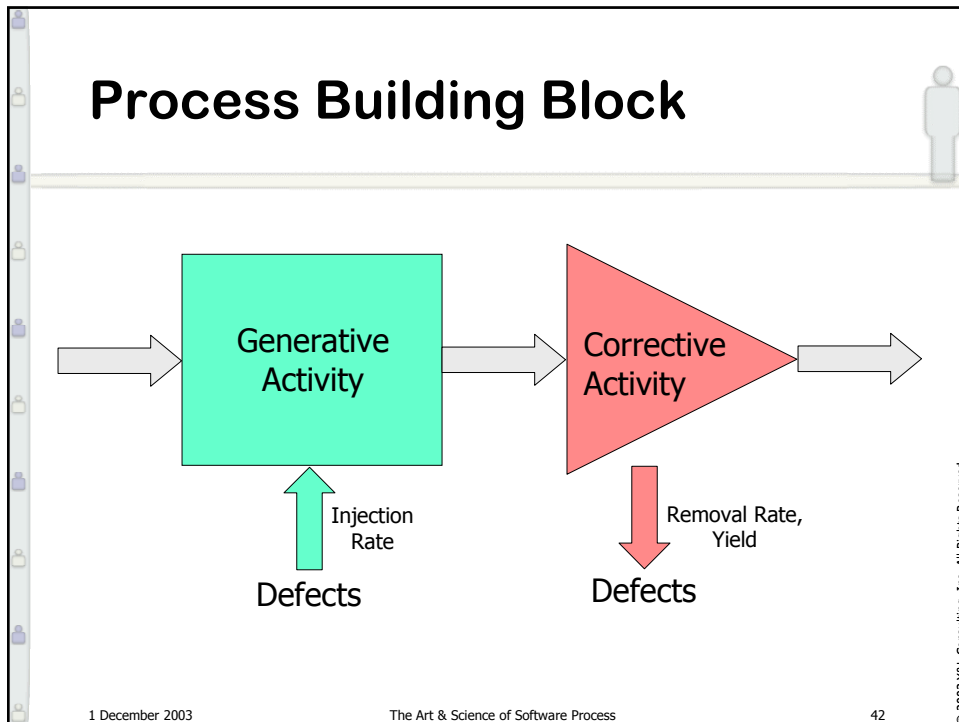 Process Building Block
Generative
Activity
Corrective
Activity
Injection
Rate
Removal Rate,
Yield
Defects
Defects
1 December 2003
The Art & Science of Software Process
42